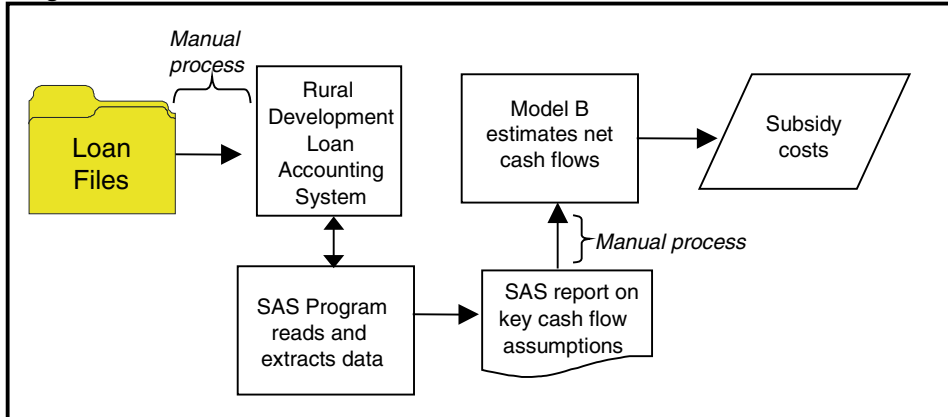 Manual
process
Loan
Files
Rural
Development
Loan
Accounting
System
SAS Program
reads and
extracts data
SAS report on
key cash flow
assumptions
Manual process
Model B
estimates net
cash flows
Subsidy
costs